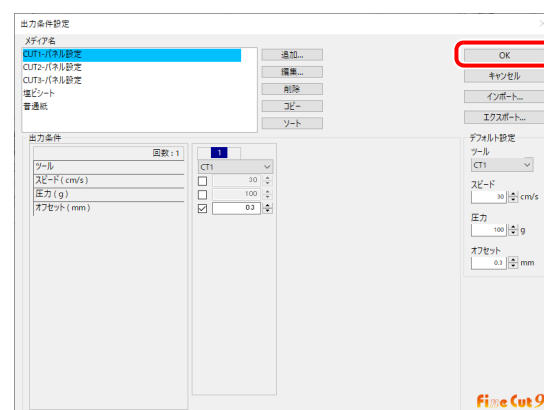 出力条件設定
メディア名
CUT1-パネル設定
CUT2-パネル設定
CUT3-パネル設定
塩ビシート
普通紙
追加...
編集...
削除
コピー
ソート
OK
キャンセル
インポート...
エクスポート...
出力条件
回数 : 1
ツール
スピード ( cm/s )
圧力 ( g )
オフセット ( mm )
1
CT1
30
100
0.3
デフォルト設定
ツール
CT1
スピード
30 cm/s
圧力
100 g
オフセット
0.3 mm
Fine Cut 9